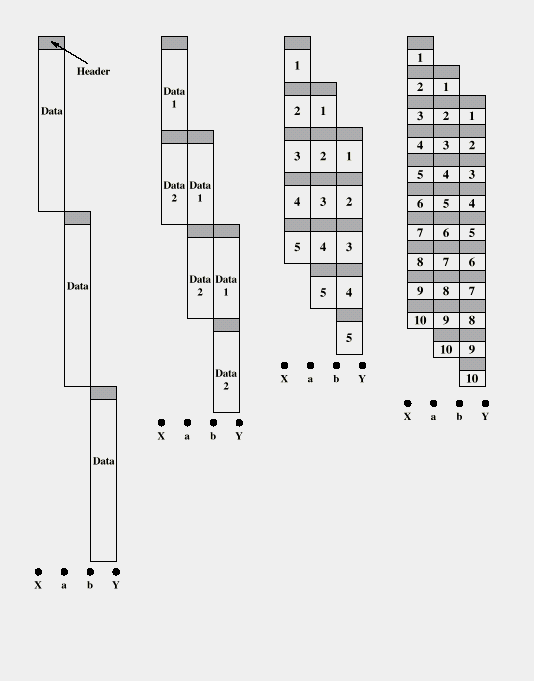 Header
Data
Data
Data
X a b Y
Data
1
Data Data
2 1
Data Data
2 1
Data
2
X a b Y
1
2 1
3 2 1
4 3 2
5 4 3
5 4
5
X a b Y
1
2 1
3 2 1
4 3 2
5 4 3
6 5 4
7 6 5
8 7 6
9 8 7
10 9 8
10 9
10
X a b Y